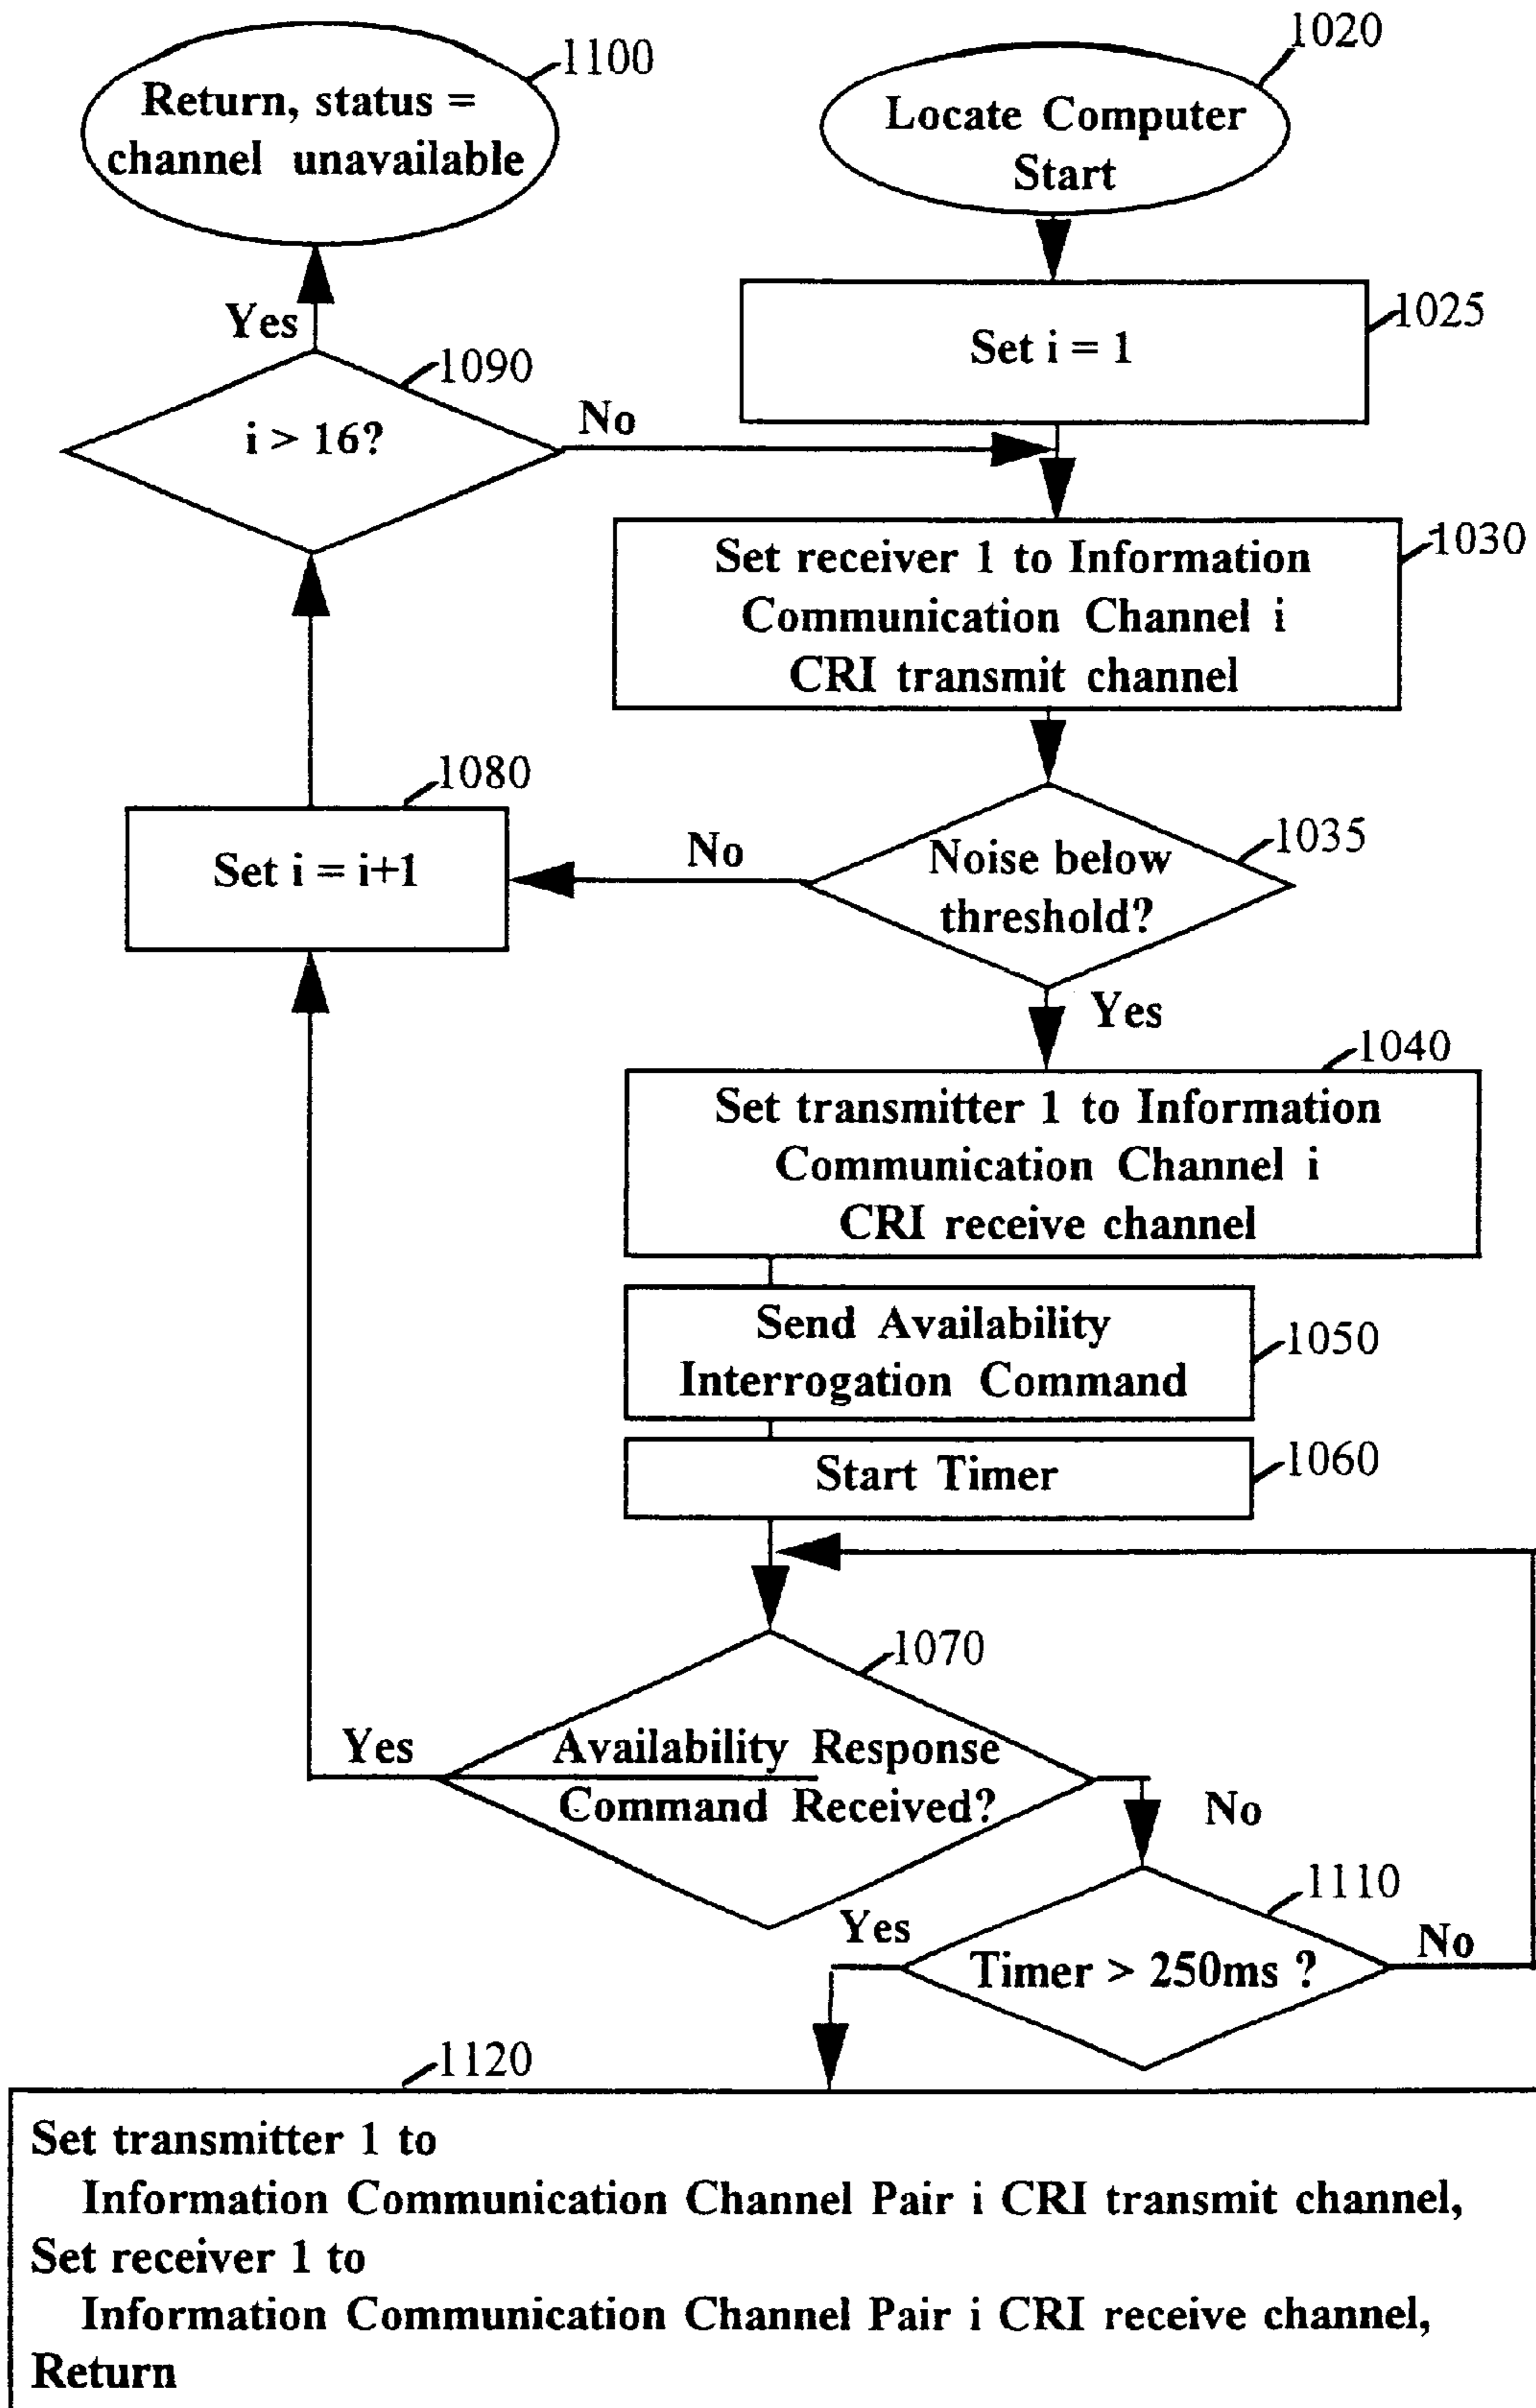 1100
Return, status =
channel unavailable
1020
Locate Computer
Start
Yes
1025
Set i = 1
1090
i > 16?
No
1030
Set receiver 1 to Information
Communication Channel i
CRI transmit channel
1080
Set i = i+1
No
1035
Noise below
threshold?
Yes
1040
Set transmitter 1 to Information
Communication Channel i
CRI receive channel
Send Availability
Interrogation Command
1050
Start Timer
1060
1070
Yes
Availability Response
Command Received?
No
1110
Yes
Timer > 250ms ?
No
1120
Set transmitter 1 to
Information Communication Channel Pair i CRI transmit channel,
Set receiver 1 to
Information Communication Channel Pair i CRI receive channel,
Return